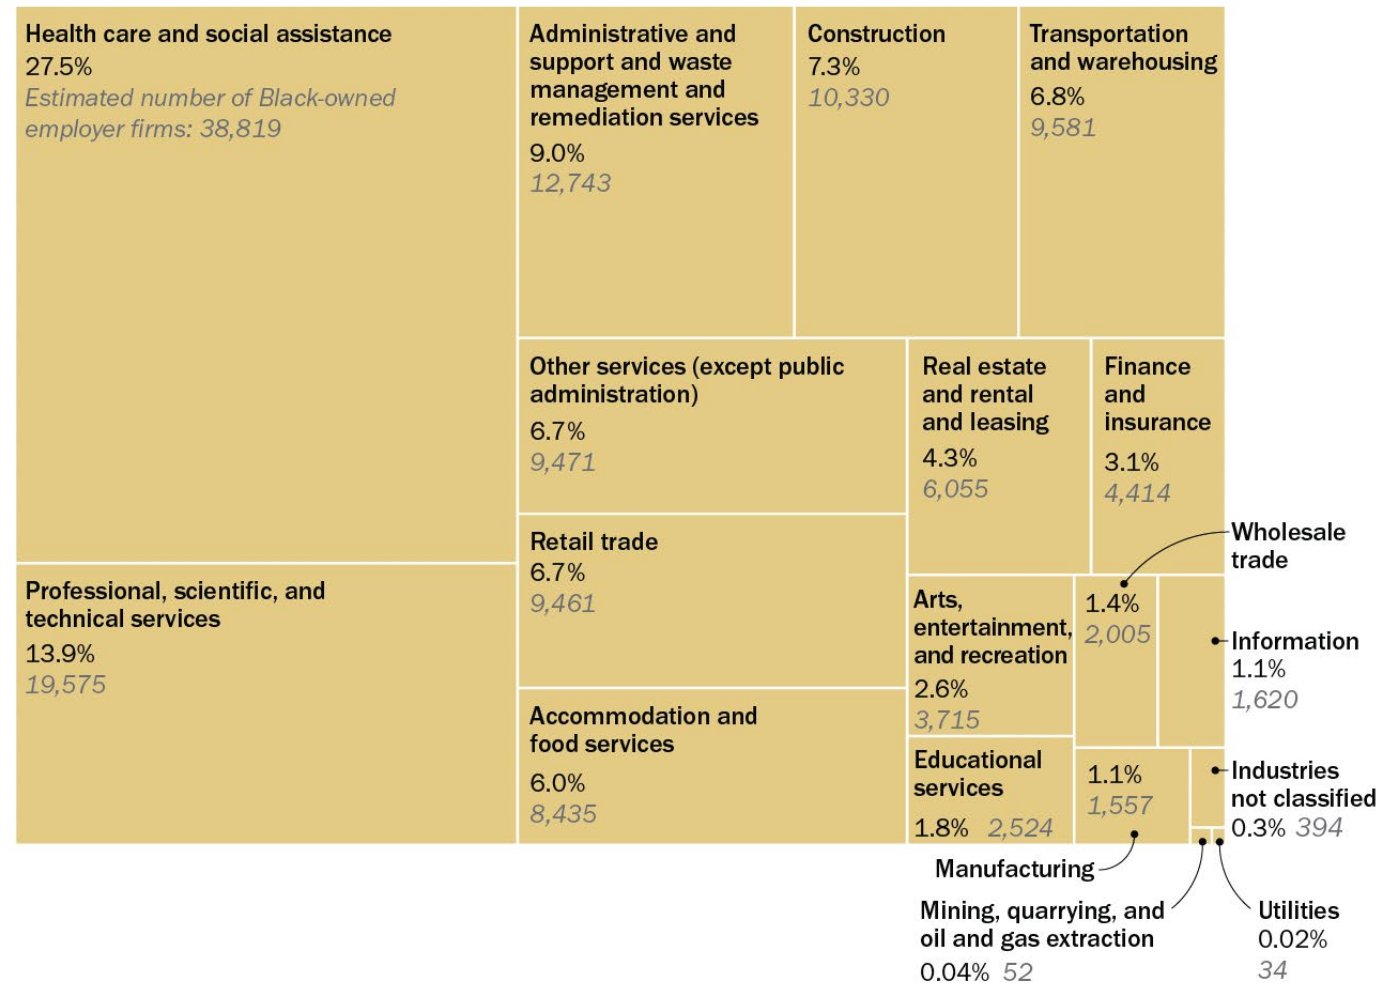 Health care and social assistance
27.5%
Estimated number of Black-owned
employer firms: 38,819
Administrative and
support and waste
management and
remediation services
9.0%
12,743
Construction
7.3%
10,330
Transportation
and warehousing
6.8%
9,581
Other services (except public
administration)
6.7%
9,471
Real estate
and rental
and leasing
4.3%
6,055
Finance
and
insurance
3.1%
4,414
Retail trade
6.7%
9,461
Professional, scientific, and
technical services
13.9%
19,575
Accommodation and
food services
6.0%
8,435
Arts,
entertainment,
and recreation
2.6%
3,715
Wholesale
trade
1.4%
2,005
Information
1.1%
1,620
Educational
services
1.8% 2,524
1.1%
1,557
Manufacturing
Industries
not classified
0.3% 394
Mining, quarrying, and
oil and gas extraction
0.04% 52
Utilities
0.02%
34